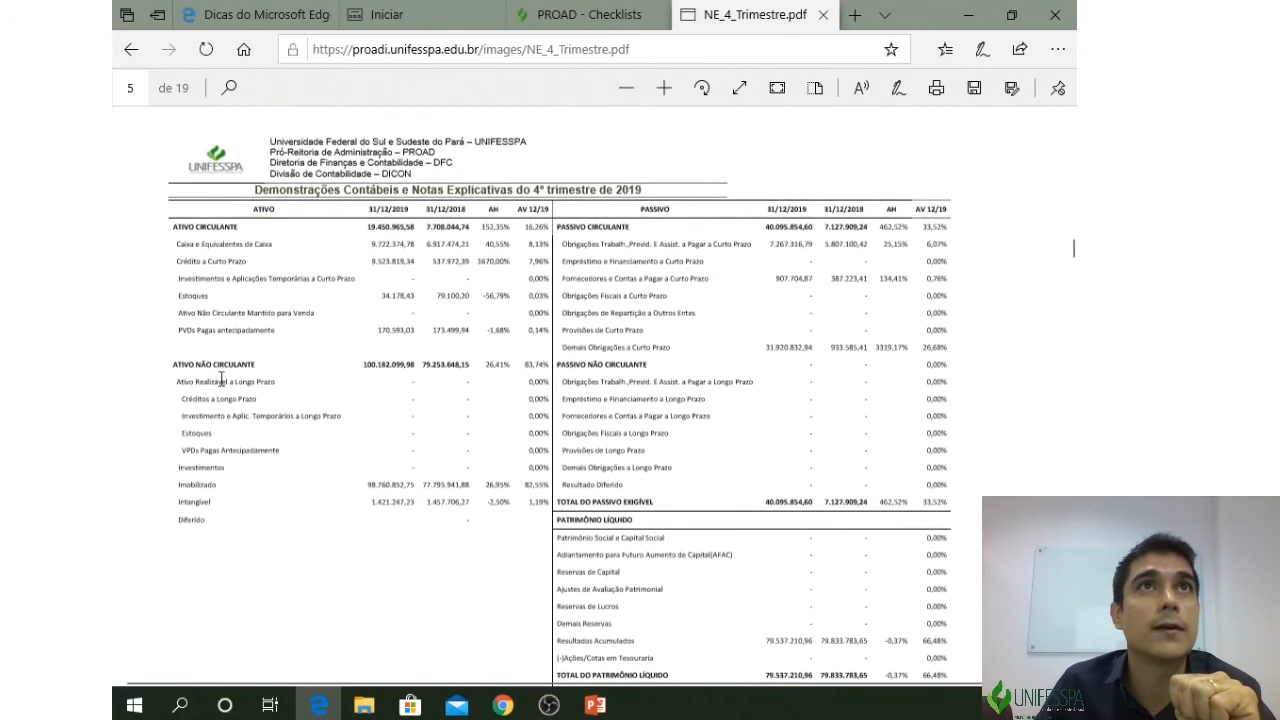 Dicas do Microsoft Edg
Iniciar
PROAD - Checklists
NE_4_Trimestre.pdf
https://proadi.unifesspa.edu.br/images/NE_4_Trimestre.pdf
5 de 19
UNIFESSPA
Universidade Federal do Sul e Sudeste do Pará – UNIFESSPA
Pró-Reitoria de Administração – PROAD
Diretoria de Finanças e Contabilidade – DFC
Divisão de Contabilidade – DICON
Demonstrações Contábeis e Notas Explicativas do 4º trimestre de 2019
ATIVO 31/12/2019 31/12/2018 AH AV 12/19 PASSIVO 31/12/2019 31/12/2018 AH AV 12/19
ATIVO CIRCULANTE 19.450.965,58 7.708.044,74 152,35% 16,26% PASSIVO CIRCULANTE 40.095.854,60 7.127.909,24 462,52% 33,52%
Caixa e Equivalentes de Caixa 9.722.374,78 6.917.474,21 40,55% 8,13% Obrigações Trabalh.,Previd. E Assist. a Pagar a Curto Prazo 7.267.316,79 5.807.100,42 25,15% 6,07%
Crédito a Curto Prazo 9.523.819,34 537.972,39 1670,00% 7,96% Empréstimo e Financiamento a Curto Prazo - - 0,00%
Investimentos e Aplicações Temporárias a Curto Prazo - - 0,00% Fornecedores e Contas a Pagar a Curto Prazo 907.704,87 387.223,41 134,41% 0,76%
Estoques 34.178,43 79.100,20 -56,79% 0,03% Obrigações Fiscais a Curto Prazo - - 0,00%
Ativo Não Circulante Mantido para Venda - - 0,00% Obrigações de Repartição a Outros Entes - - 0,00%
PVDs Pagas antecipadamente 170.593,03 173.499,94 -1,68% 0,14% Provisões de Curto Prazo - - 0,00%
Demais Obrigações a Curto Prazo 31.920.832,94 933.585,41 3319,17% 26,68%
ATIVO NÃO CIRCULANTE 100.182.099,98 79.253.648,15 26,41% 83,74% PASSIVO NÃO CIRCULANTE - - 0,00%
Ativo Realizável a Longo Prazo - - 0,00% Obrigações Trabalh.,Previd. E Assist. a Pagar a Longo Prazo - - 0,00%
Créditos a Longo Prazo - - 0,00% Empréstimo e Financiamento a Longo Prazo - - 0,00%
Investimento e Aplic. Temporários a Longo Prazo - - 0,00% Fornecedores e Contas a Pagar a Longo Prazo - - 0,00%
Estoques - - 0,00% Obrigações Fiscais a Longo Prazo - - 0,00%
VPDs Pagas Antecipadamente - - 0,00% Provisões de Longo Prazo - - 0,00%
Investimentos - - 0,00% Demais Obrigações a Longo Prazo - - 0,00%
Imobilizado 98.760.852,75 77.795.941,88 26,95% 82,55% Resultado Diferido - - 0,00%
Intangível 1.421.247,23 1.457.706,27 -2,50% 1,19% TOTAL DO PASSIVO EXIGÍVEL 40.095.854,60 7.127.909,24 462,52% 33,52%
Diferido - PATRIMÔNIO LÍQUIDO
Patrimônio Social e Capital Social - - 0,00%
Adiantamento para Futuro Aumento de Capital(AFAC) - - 0,00%
Reservas de Capital - - 0,00%
Ajustes de Avaliação Patrimonial - - 0,00%
Reservas de Lucros - - 0,00%
Demais Reservas - - 0,00%
Resultados Acumulados 79.537.210,96 79.833.783,65 -0,37% 66,48%
(-)Ações/Cotas em Tesouraria - - 0,00%
TOTAL DO PATRIMÔNIO LÍQUIDO 79.537.210,96 79.833.783,65 -0,37% 66,48%
UNIFESSPA